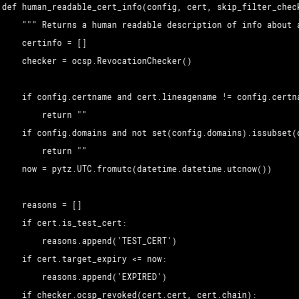 def human_readable_cert_info(config, cert, skip_filter_check
    """ Returns a human readable description of info about a
    certinfo = []
    checker = ocsp.RevocationChecker()

    if config.certname and cert.lineagename != config.certna
        return ""
    if config.domains and not set(config.domains).issubset(c
        return ""
    now = pytz.UTC.fromutc(datetime.datetime.utcnow())

    reasons = []
    if cert.is_test_cert:
        reasons.append('TEST_CERT')
    if cert.target_expiry <= now:
        reasons.append('EXPIRED')
    if checker.ocsp_revoked(cert.cert, cert.chain):